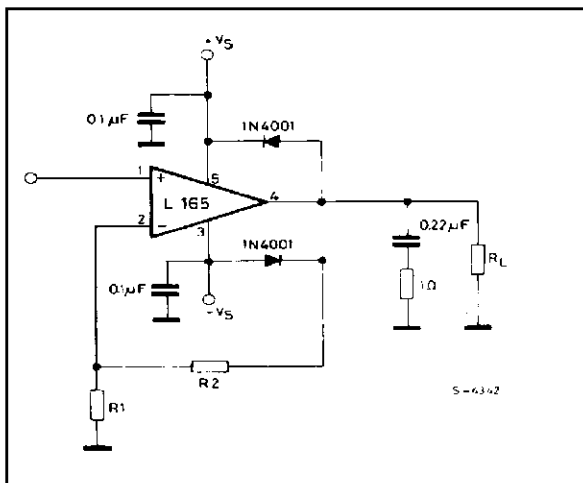 +VS
0.1µF
1N4001
1
+
5
L 165
4
2
−
3
0.22µF
1N4001
RL
0.1µF
1Ω
−VS
R2
S-4342
R1